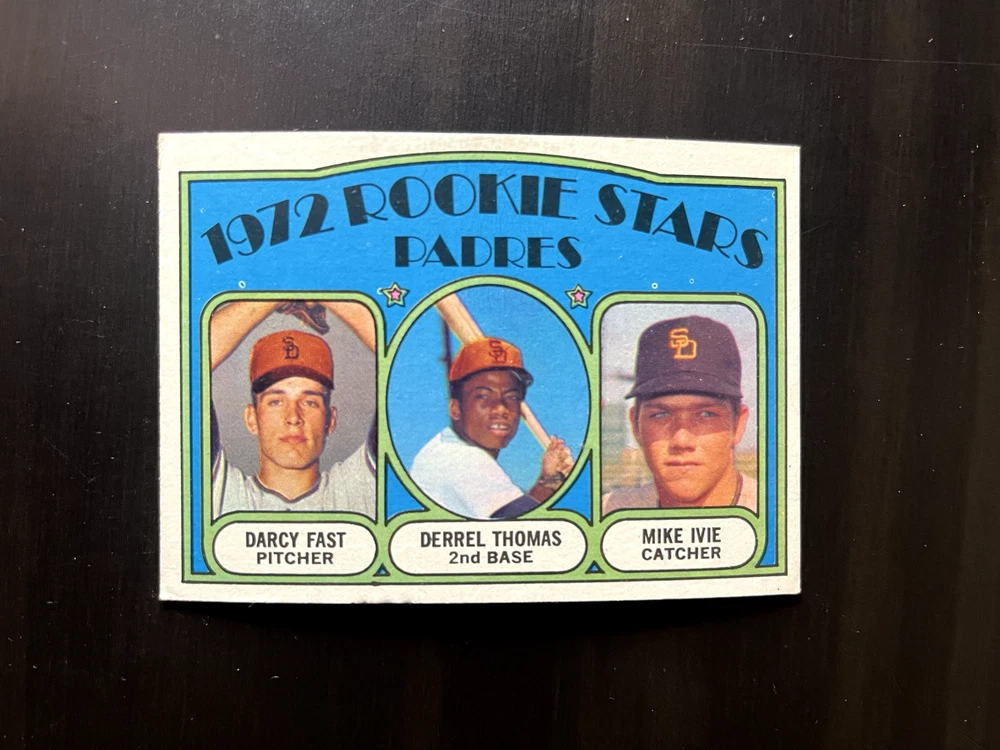 1972 ROOKIE STARS
PADRES
SD
SD
SD
DARCY FAST
PITCHER
DERREL THOMAS
2nd BASE
MIKE IVIE
CATCHER